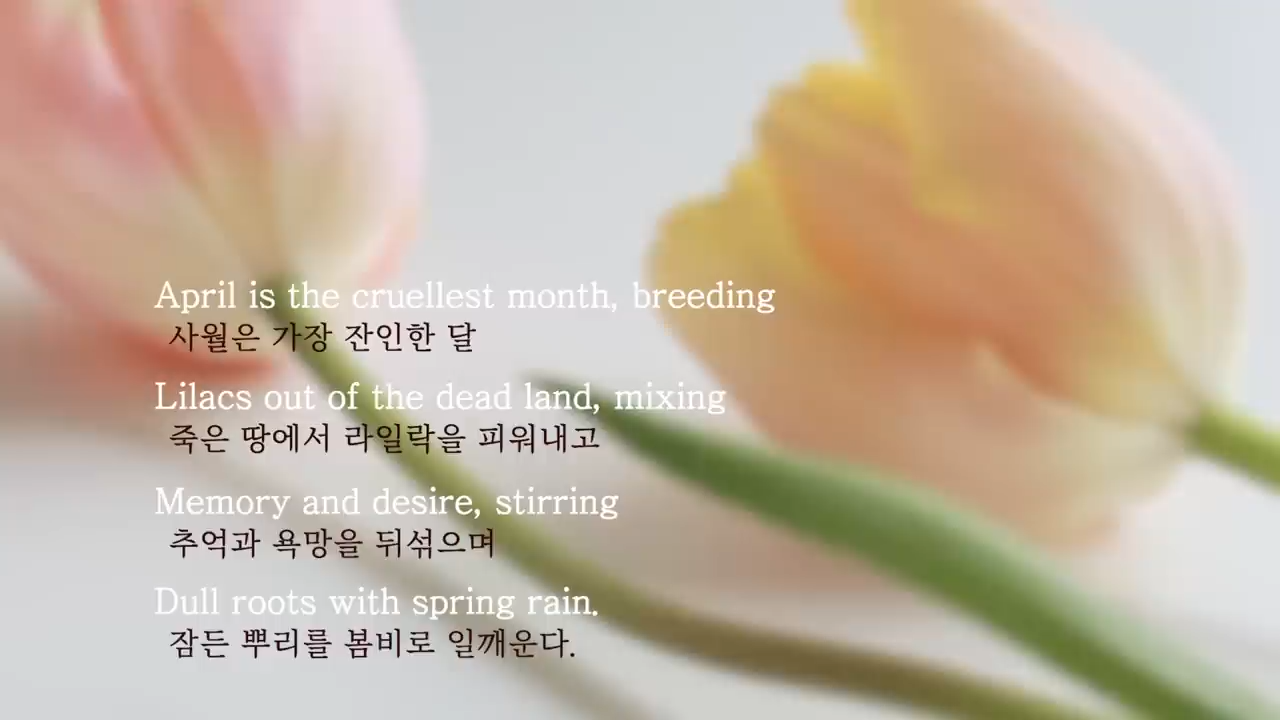 April is the cruellest month, breeding
사월은 가장 잔인한 달
Lilacs out of the dead land, mixing
죽은 땅에서 라일락을 피워내고
Memory and desire, stirring
추억과 욕망을 뒤섞으며
Dull roots with spring rain.
잠든 뿌리를 봄비로 일깨운다.